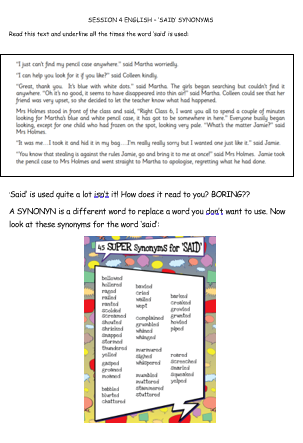 SESSION 4 ENGLISH – 'SAID' SYNONYMS
Read this text and underline all the times the word 'said' is used:
"I just can't find my pencil case anywhere." said Martha worriedly.
"I can help you look for it if you like?" said Colleen kindly.
"Great, thank you. It's blue with white dots." said Martha. The girls began searching but couldn't find it
anywhere. "Oh it's no good, it seems to have disappeared into thin air!" said Martha. Colleen could see that her
friend was very upset, so she decided to let the teacher know what had happened.
Mrs Holmes stood in front of the class and said, "Right Class 6, I want you all to spend a couple of minutes
looking for Martha's blue and white pencil case, it has got to be somewhere in here." Everyone busily began
looking, except for one child who had frozen on the spot, looking very pale. "What's the matter Jamie?" said
Mrs Holmes.
"It was me... I took it and hid it in my bag....I'm really really sorry but I wanted one just like it." said Jamie.
"You know that stealing is against the rules Jamie, go and bring it to me at once!" said Mrs Holmes. Jamie took
the pencil case to Mrs Holmes and went straight to Martha to apologise, regretting what he had done.
'Said' is used quite a lot isn't it! How does it read to you? BORING??
A SYNONYN is a different word to replace a word you don't want to use. Now
look at these synonyms for the word 'said':
45 SUPER Synonyms for 'SAID'
bellowed
hollered
raged
railed
ranted
scolded
screamed
shouted
shrieked
snapped
stormed
thundered
yelled
gasped
groaned
moaned
babbled
blurted
chattered
bawled
cried
wailed
wept
complained
grumbled
whined
whinged
murmured
sighed
whispered
mumbled
muttered
stammered
stuttered
barked
croaked
growled
grunted
howled
piped
roared
screeched
snarled
squeaked
yelped